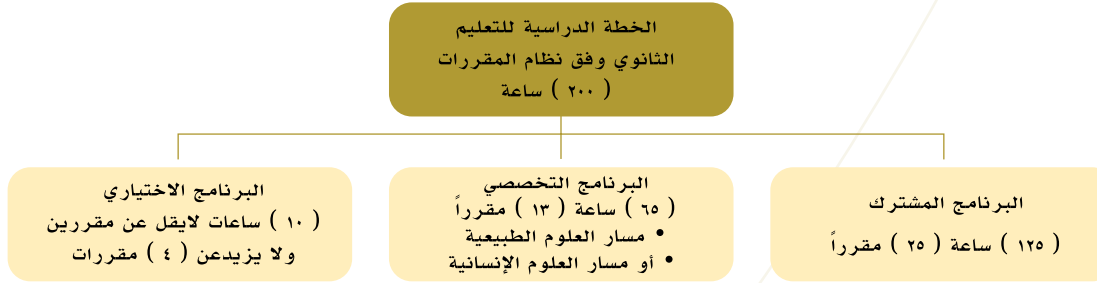 الخطة الدراسية للتعليم
الثانوي وفق نظام المقررات
( ٢٠٠ ) ساعة
البرنامج المشترك
( ١٢٥ ) ساعة ( ٢٥ ) مقرراً
البرنامج التخصصي
( ٦٥ ) ساعة ( ١٣ ) مقرراً
• مسار العلوم الطبيعية
• أو مسار العلوم الإنسانية
البرنامج الاختياري
( ١٠ ) ساعات لايقل عن مقررين
ولا يزيدعن ( ٤ ) مقررات